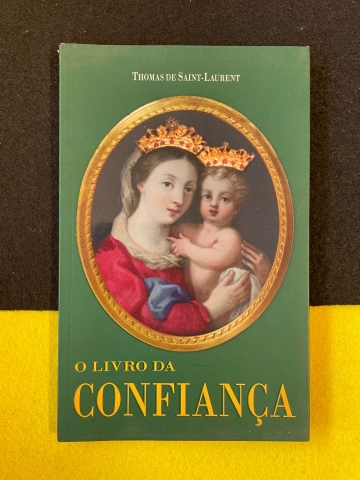 THOMAS DE SAINT-LAURENT
O LIVRO DA
CONFIANÇA